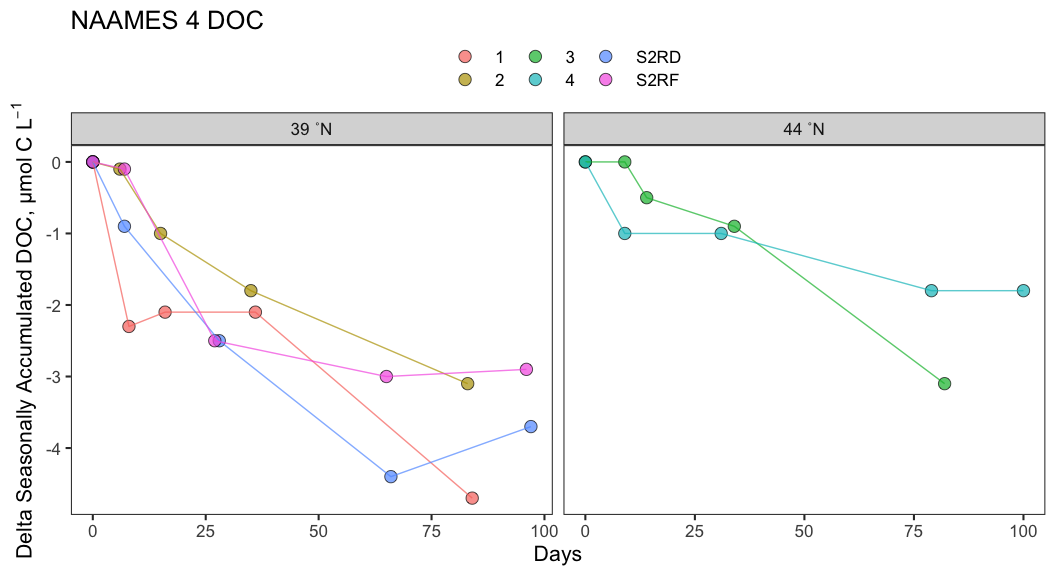 NAAMES 4 DOC
1 3 S2RD
2 4 S2RF
39 °N 44 °N
Delta Seasonally Accumulated DOC, μmol C L⁻¹
0
-1
-2
-3
-4
0 25 50 75 100 0 25 50 75 100
Days